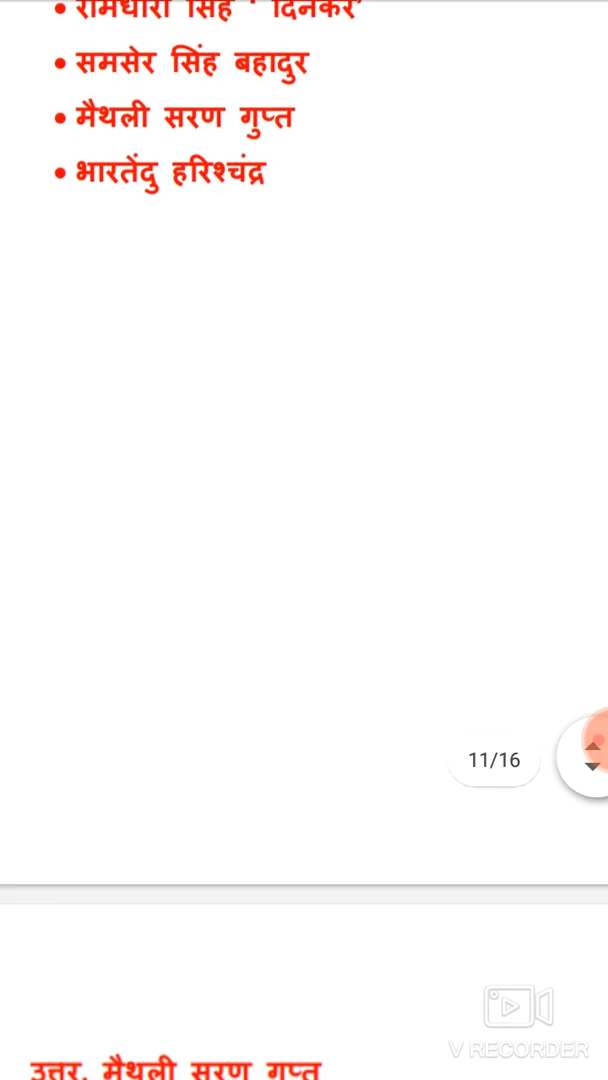 • रामधारी सिंह ' दिनकर'
• समसेर सिंह बहादुर
• मैथली सरण गुप्त
• भारतेंदु हरिश्चंद्र
11/16
V RECORDER
उत्तर. मैथली सरण गुप्त